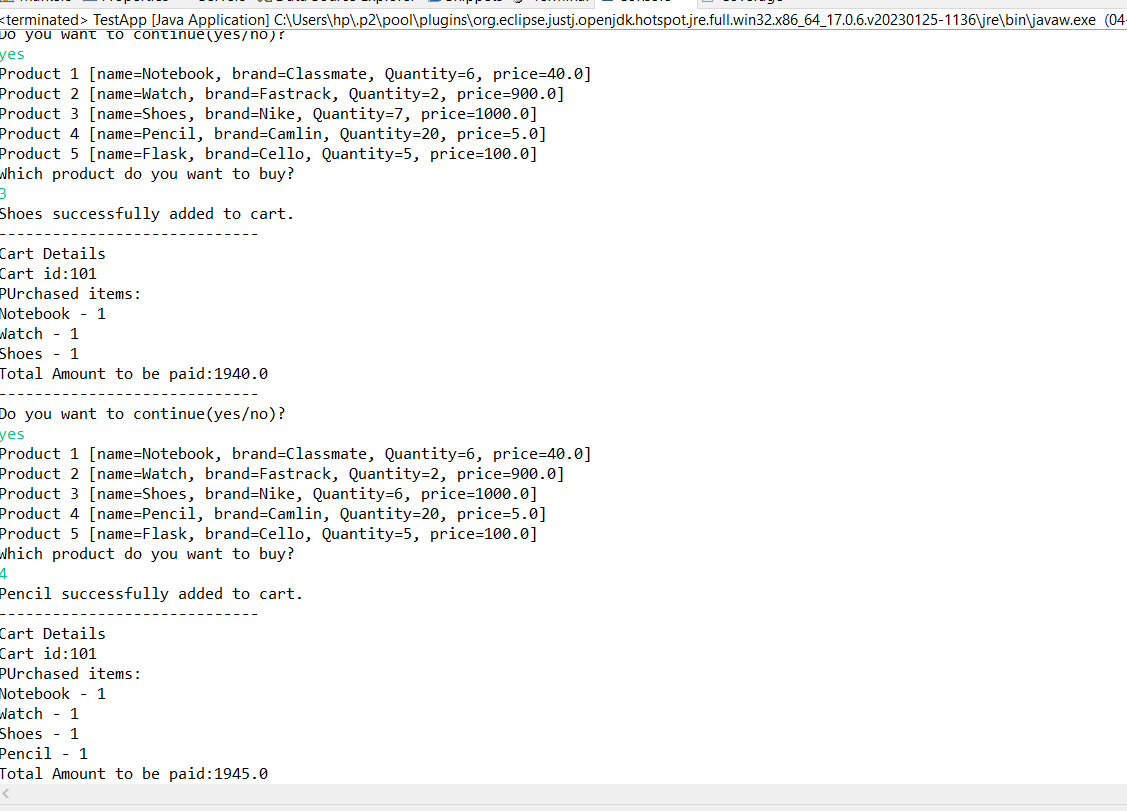 <terminated> TestApp [Java Application] C:\Users\hp\.p2\pool\plugins\org.eclipse.justj.openjdk.hotspot.jre.full.win32.x86_64_17.0.6.v20230125-1136\jre\bin\javaw.exe (04-
Do you want to continue(yes/no)?
yes
Product 1 [name=Notebook, brand=Classmate, Quantity=6, price=40.0]
Product 2 [name=Watch, brand=Fastrack, Quantity=2, price=900.0]
Product 3 [name=Shoes, brand=Nike, Quantity=7, price=1000.0]
Product 4 [name=Pencil, brand=Camlin, Quantity=20, price=5.0]
Product 5 [name=Flask, brand=Cello, Quantity=5, price=100.0]
Which product do you want to buy?
3
Shoes successfully added to cart.
-----------------------------
Cart Details
Cart id:101
PUrchased items:
Notebook - 1
Watch - 1
Shoes - 1
Total Amount to be paid:1940.0
-----------------------------
Do you want to continue(yes/no)?
yes
Product 1 [name=Notebook, brand=Classmate, Quantity=6, price=40.0]
Product 2 [name=Watch, brand=Fastrack, Quantity=2, price=900.0]
Product 3 [name=Shoes, brand=Nike, Quantity=6, price=1000.0]
Product 4 [name=Pencil, brand=Camlin, Quantity=20, price=5.0]
Product 5 [name=Flask, brand=Cello, Quantity=5, price=100.0]
Which product do you want to buy?
4
Pencil successfully added to cart.
-----------------------------
Cart Details
Cart id:101
PUrchased items:
Notebook - 1
Watch - 1
Shoes - 1
Pencil - 1
Total Amount to be paid:1945.0